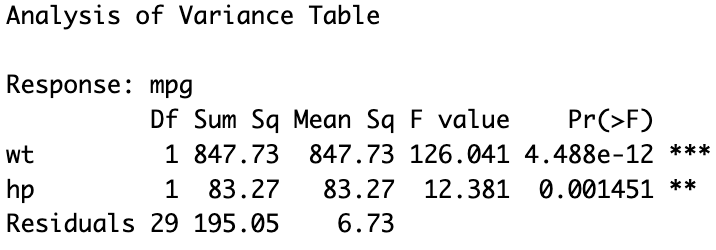 Analysis of Variance Table
Response: mpg
Df Sum Sq Mean Sq F value Pr(>F)
wt 1 847.73 847.73 126.041 4.488e-12 ***
hp 1 83.27 83.27 12.381 0.001451 **
Residuals 29 195.05 6.73